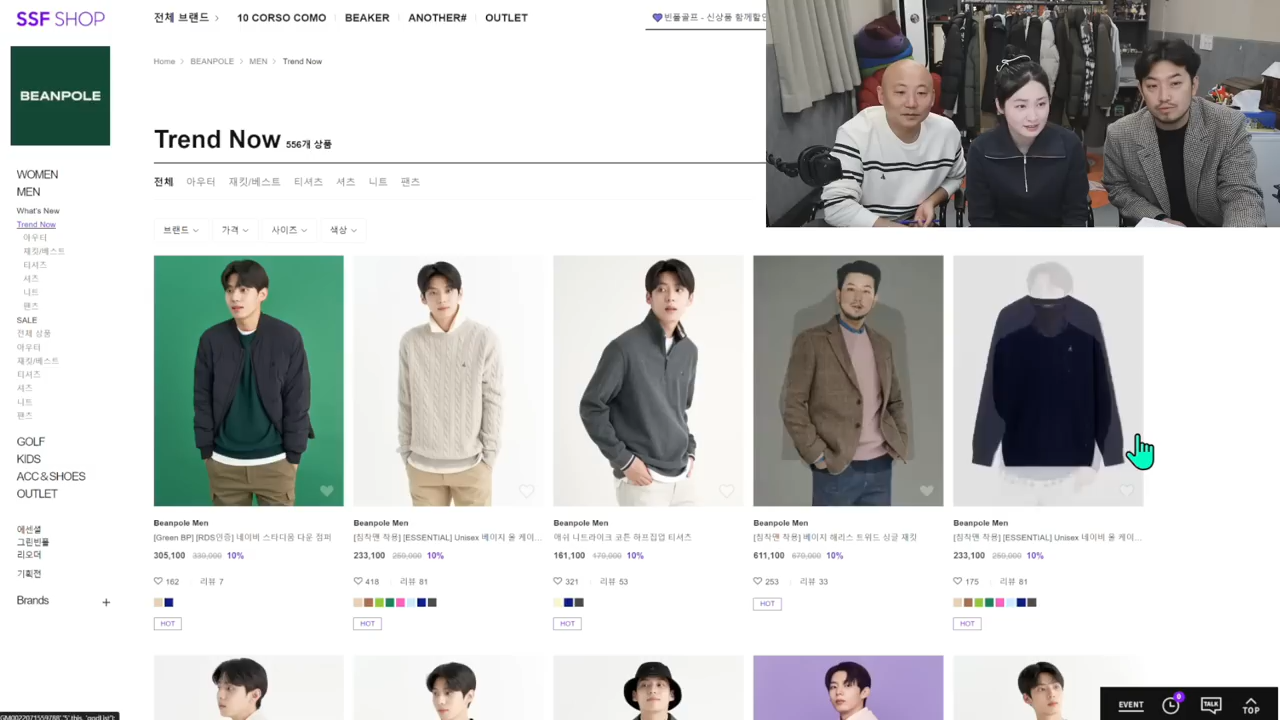 SSF SHOP
전체 브랜드 >
10 CORSO COMO
BEAKER
ANOTHER#
OUTLET
빈폴골프 - 신상품 함께할인
BEANPOLE
Home > BEANPOLE > MEN > Trend Now
Trend Now 556개 상품
전체 아우터 재킷/베스트 티셔츠 셔츠 니트 팬츠
브랜드 가격 사이즈 색상
WOMEN
MEN
What's New
Trend Now
아우터
재킷/베스트
티셔츠
셔츠
니트
팬츠
SALE
전체 상품
아우터
재킷/베스트
티셔츠
셔츠
니트
팬츠
GOLF
KIDS
ACC & SHOES
OUTLET
에센셜
그린빈폴
리오더
기획전
Brands +
Beanpole Men
[Green BP] [RDS인증] 네이비 스타디움 다운 점퍼
305,100 339,000 10%
162 리뷰 7
HOT
Beanpole Men
[침착맨 착용] [ESSENTIAL] Unisex 베이지 울 케이...
233,100 259,000 10%
418 리뷰 81
HOT
Beanpole Men
애쉬 니트라이크 코튼 하프집업 티셔츠
161,100 179,000 10%
321 리뷰 53
HOT
Beanpole Men
[침착맨 착용] 베이지 해리스 트위드 싱글 재킷
611,100 679,000 10%
253 리뷰 33
HOT
Beanpole Men
[침착맨 착용] [ESSENTIAL] Unisex 네이비 울 케이...
233,100 259,000 10%
175 리뷰 81
HOT
EVENT
0
TALK
TOP